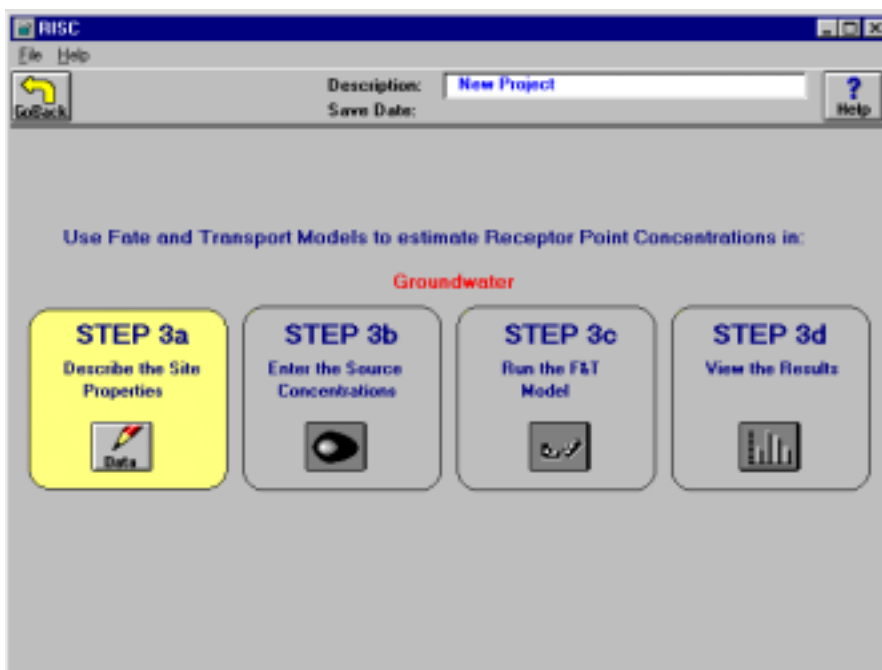 RISC
File Help
GoBack
Description: New Project
Save Date:
? Help
Use Fate and Transport Models to estimate Receptor Point Concentrations in:
Groundwater
STEP 3a
Describe the Site
Properties
Data
STEP 3b
Enter the Source
Concentrations
STEP 3c
Run the F&T
Model
STEP 3d
View the Results